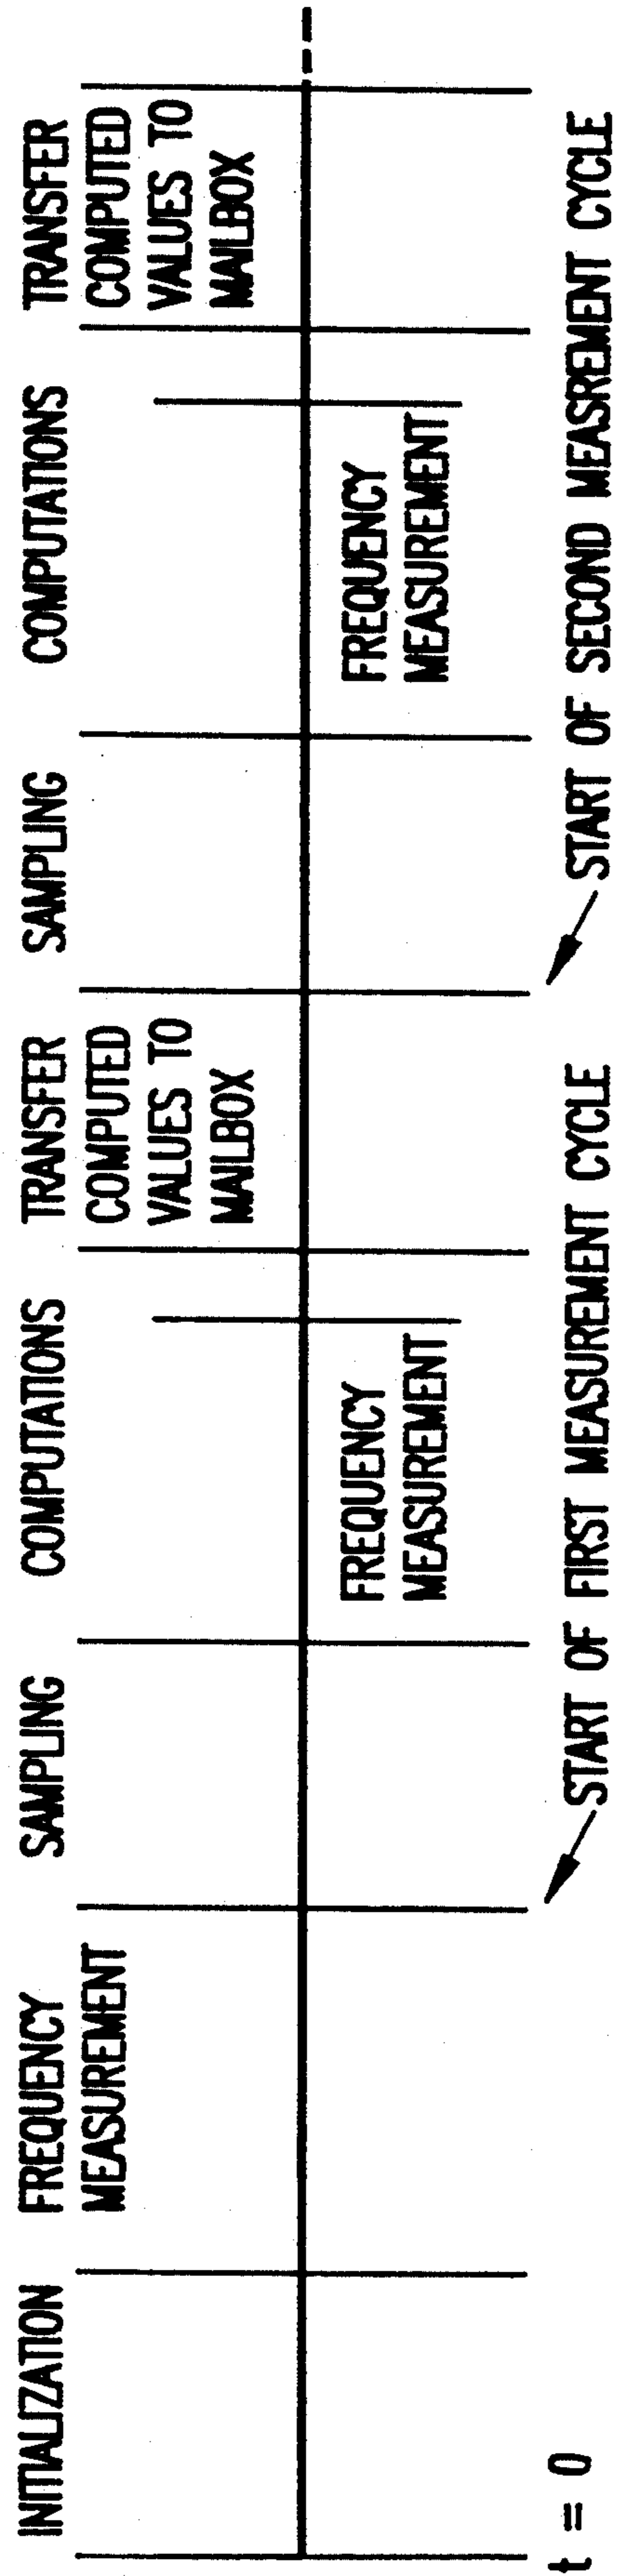 INITIALIZATION
FREQUENCY
MEASUREMENT
SAMPLING
COMPUTATIONS
TRANSFER
COMPUTED
VALUES TO
MAILBOX
SAMPLING
COMPUTATIONS
TRANSFER
COMPUTED
VALUES TO
MAILBOX
FREQUENCY
MEASUREMENT
FREQUENCY
MEASUREMENT
t = 0
START OF FIRST MEASUREMENT CYCLE
START OF SECOND MEASREMENT CYCLE